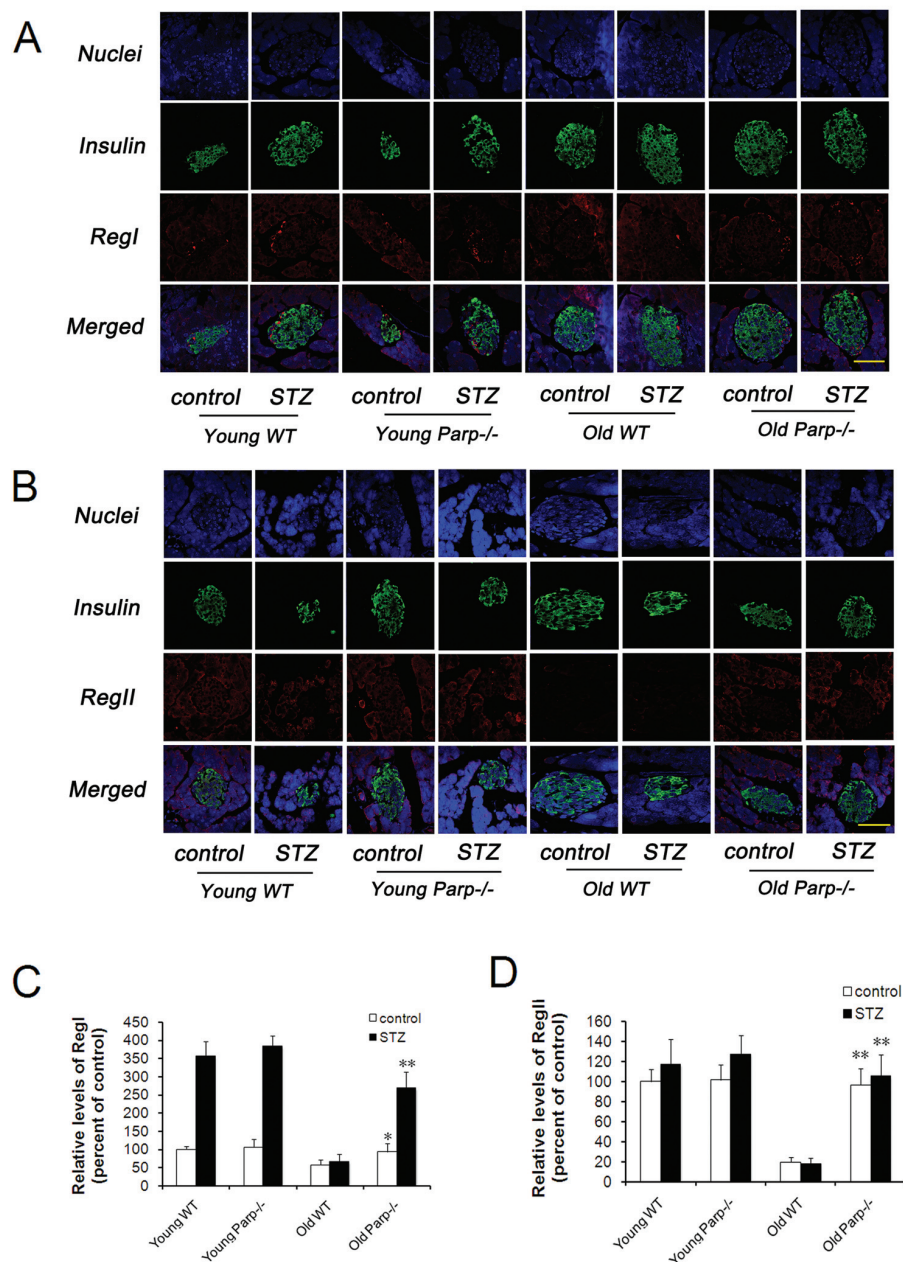 A
Nuclei
Insulin
RegI
Merged
control STZ control STZ control STZ control STZ
Young WT Young Parp-/- Old WT Old Parp-/-
B
Nuclei
Insulin
RegII
Merged
control STZ control STZ control STZ control STZ
Young WT Young Parp-/- Old WT Old Parp-/-
C
Relative levels of RegI
(percent of control)
450
400
350
300
250
200
150
100
50
0
control
STZ
*
**
Young WT
Young Parp-/-
Old WT
Old Parp-/-
D
Relative levels of RegII
(percent of control)
160
140
120
100
80
60
40
20
0
control
STZ
**
**
Young WT
Young Parp-/-
Old WT
Old Parp-/-